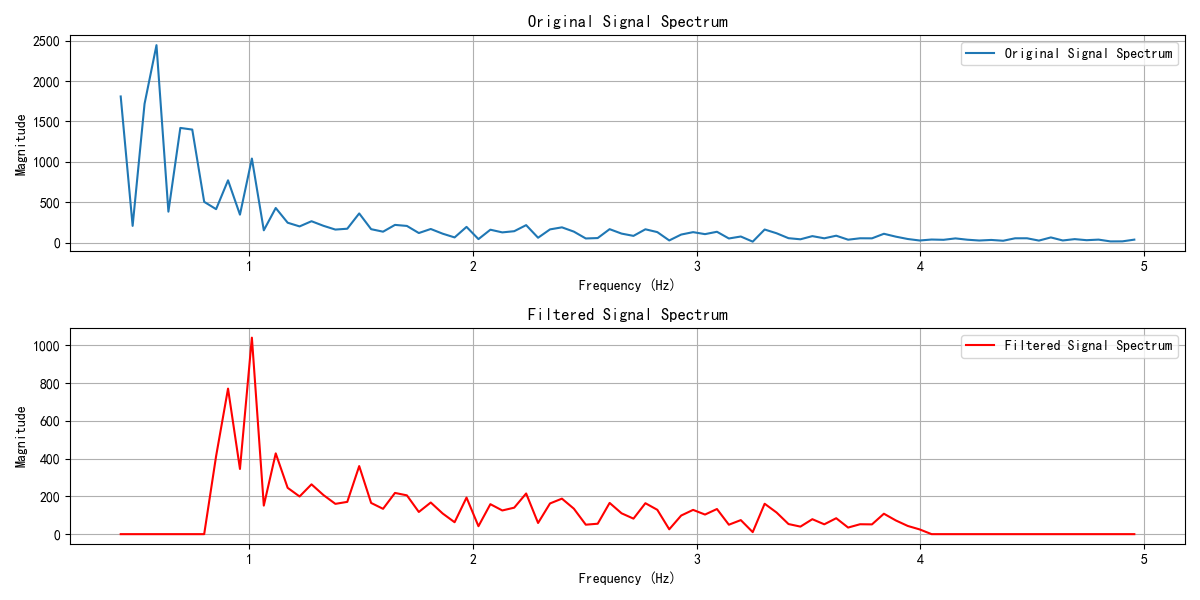 Original Signal Spectrum
2500
2000
1500
1000
500
0
Magnitude
Original Signal Spectrum
1 2 3 4 5
Frequency (Hz)
Filtered Signal Spectrum
1000
800
600
400
200
0
Magnitude
Filtered Signal Spectrum
1 2 3 4 5
Frequency (Hz)